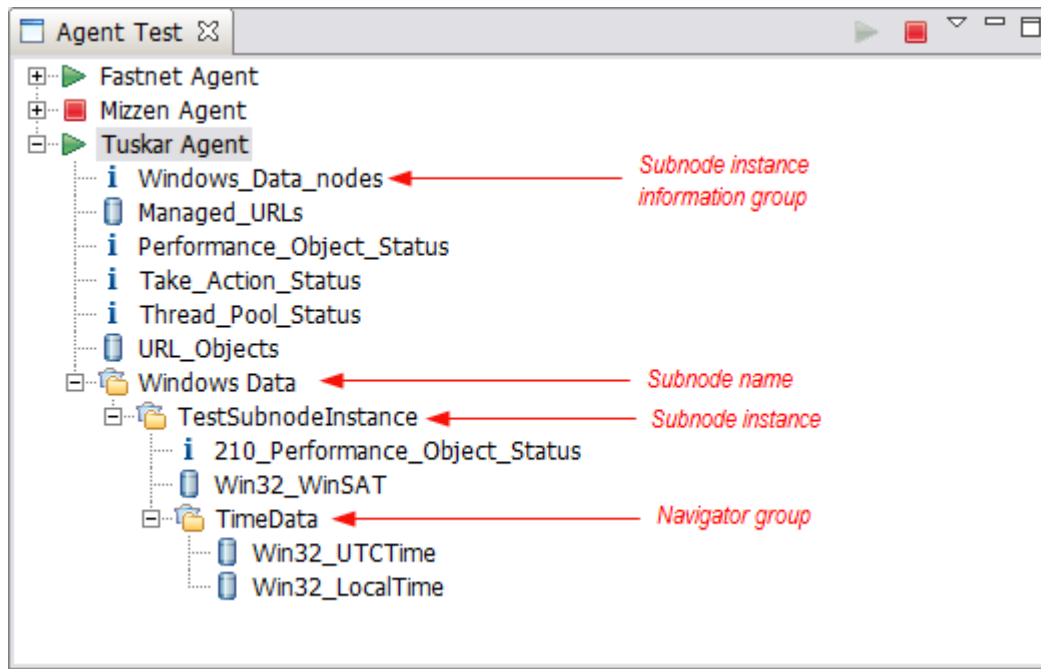 Agent Test
Fastnet Agent
Mizzen Agent
Tuskar Agent
Windows_Data_nodes
Subnode instance
information group
Managed_URLs
Performance_Object_Status
Take_Action_Status
Thread_Pool_Status
URL_Objects
Windows Data
Subnode name
TestSubnodeInstance
Subnode instance
210_Performance_Object_Status
Win32_WinSAT
TimeData
Navigator group
Win32_UTCTime
Win32_LocalTime